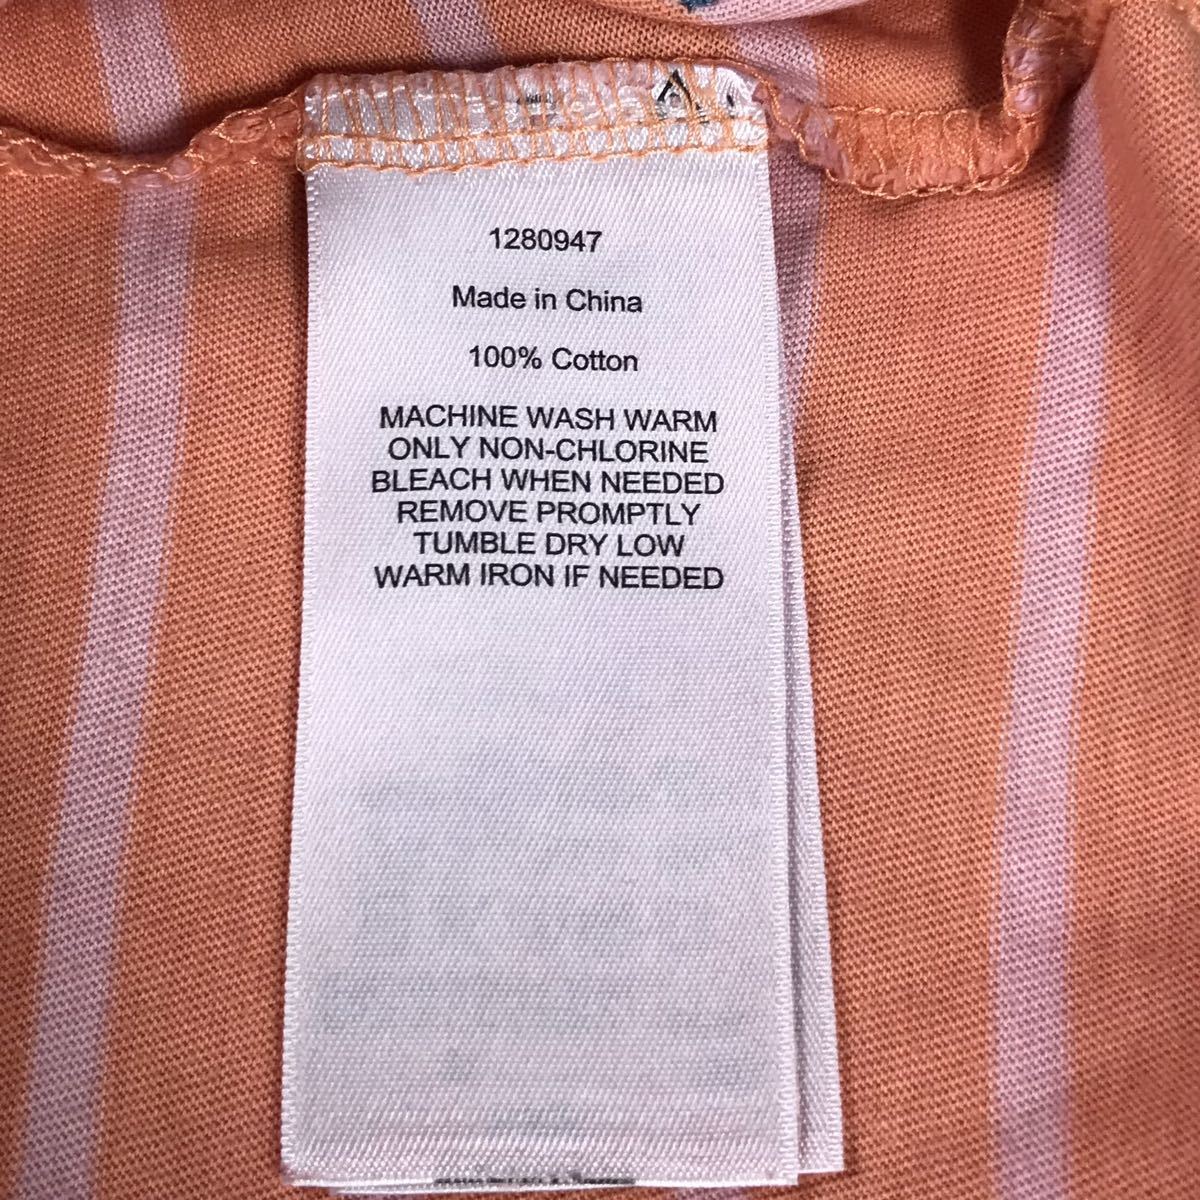 1280947
Made in China
100% Cotton
MACHINE WASH WARM
ONLY NON-CHLORINE
BLEACH WHEN NEEDED
REMOVE PROMPTLY
TUMBLE DRY LOW
WARM IRON IF NEEDED